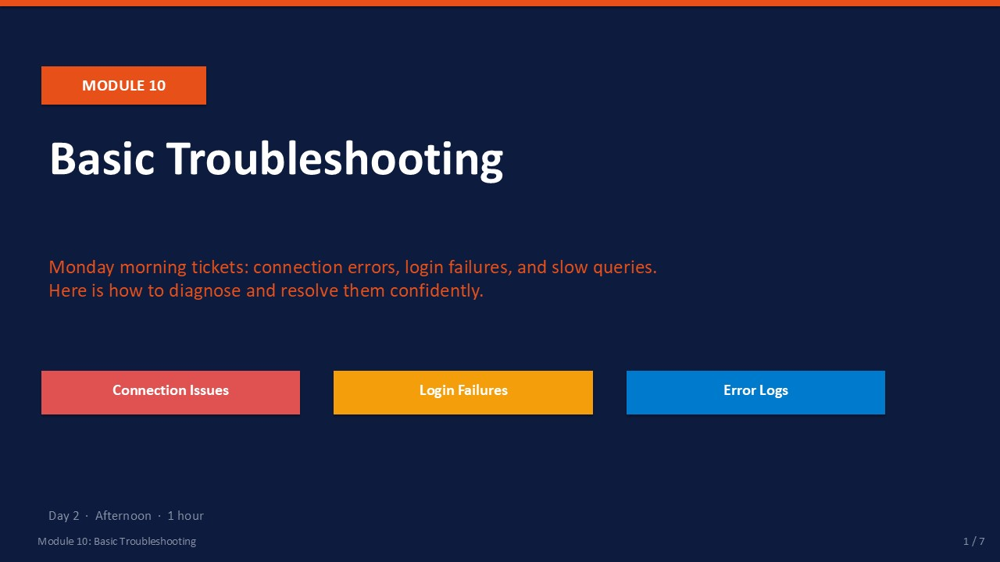 MODULE 10
Basic Troubleshooting
Monday morning tickets: connection errors, login failures, and slow queries.
Here is how to diagnose and resolve them confidently.
Connection Issues
Login Failures
Error Logs
Day 2 · Afternoon · 1 hour
Module 10: Basic Troubleshooting
1 / 7